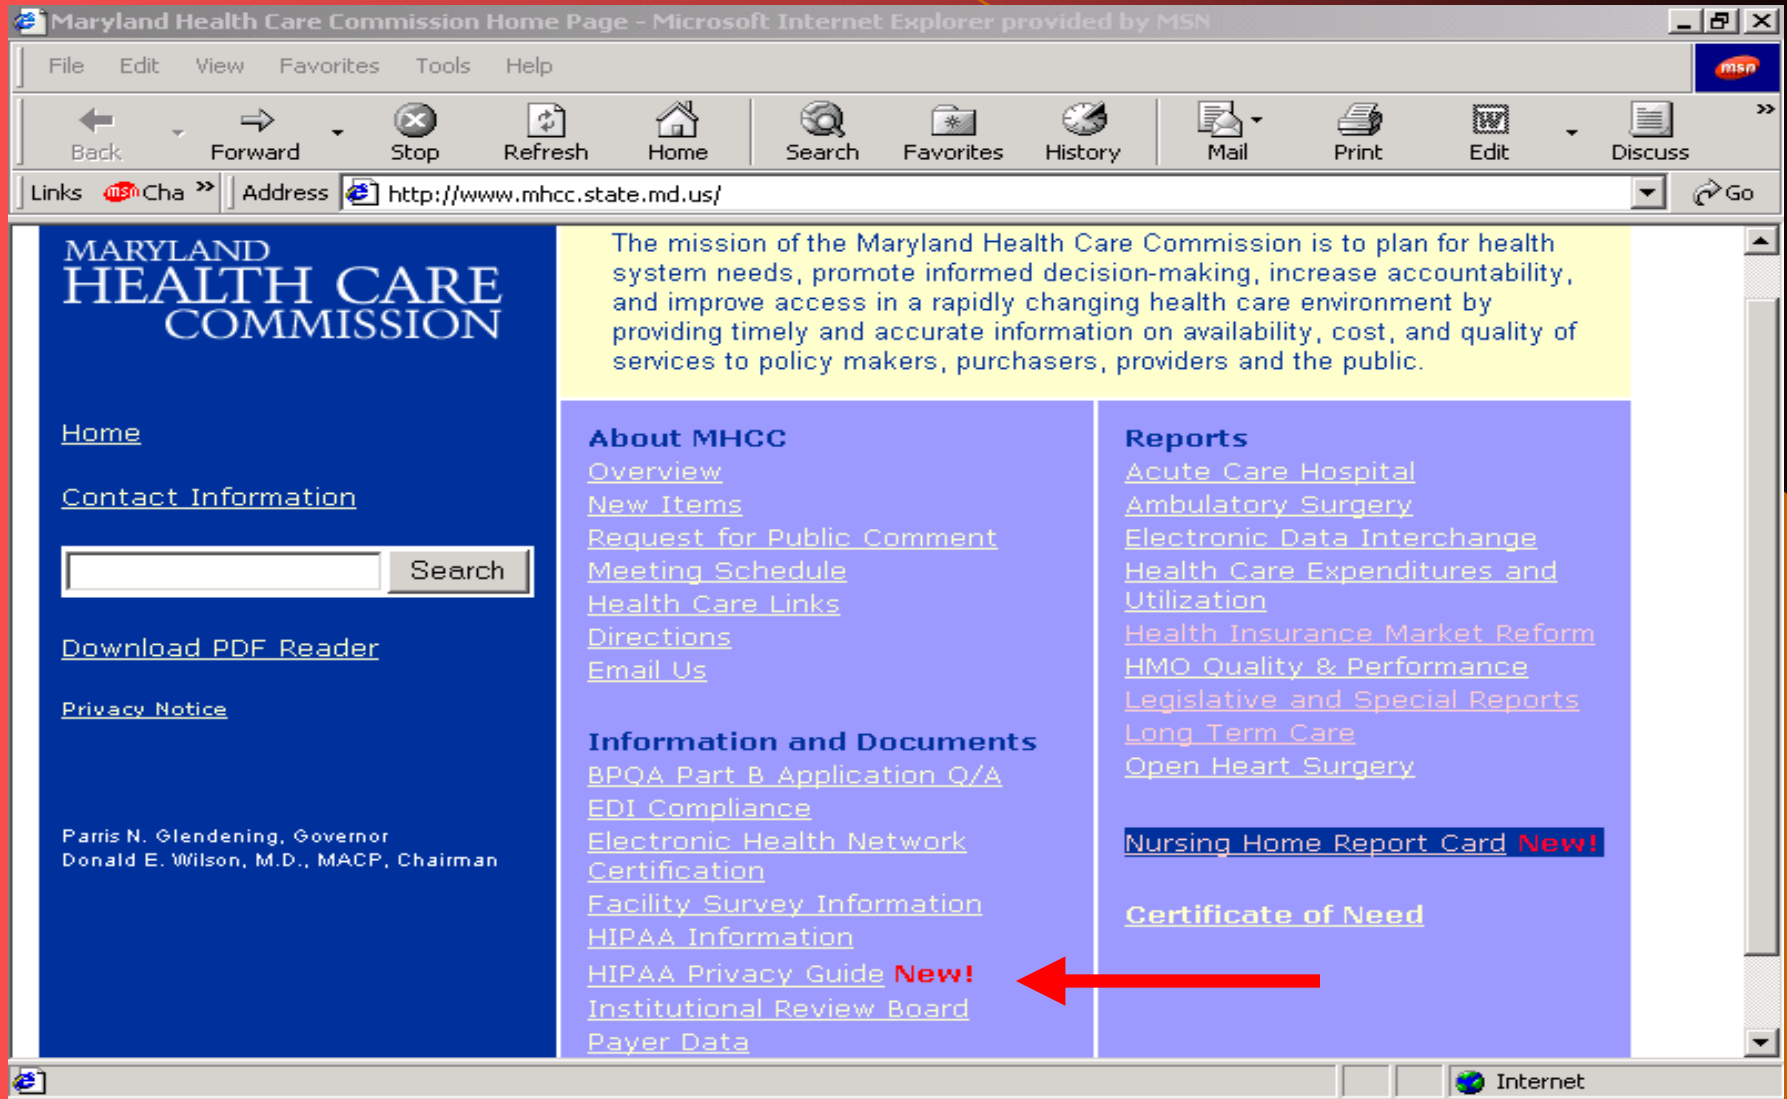 Maryland Health Care Commission Home Page - Microsoft Internet Explorer provided by MSN
File Edit View Favorites Tools Help
msn
Back Forward Stop Refresh Home Search Favorites History Mail Print Edit Discuss »
Links msn Cha » Address http://www.mhcc.state.md.us/ Go
MARYLAND
HEALTH CARE
COMMISSION
Home
Contact Information
Search
Download PDF Reader
Privacy Notice
Parris N. Glendening, Governor
Donald E. Wilson, M.D., MACP, Chairman
The mission of the Maryland Health Care Commission is to plan for health
system needs, promote informed decision-making, increase accountability,
and improve access in a rapidly changing health care environment by
providing timely and accurate information on availability, cost, and quality of
services to policy makers, purchasers, providers and the public.
About MHCC
Overview
New Items
Request for Public Comment
Meeting Schedule
Health Care Links
Directions
Email Us
Information and Documents
BPQA Part B Application Q/A
EDI Compliance
Electronic Health Network
Certification
Facility Survey Information
HIPAA Information
HIPAA Privacy Guide New!
Institutional Review Board
Payer Data
Reports
Acute Care Hospital
Ambulatory Surgery
Electronic Data Interchange
Health Care Expenditures and
Utilization
Health Insurance Market Reform
HMO Quality & Performance
Legislative and Special Reports
Long Term Care
Open Heart Surgery
Nursing Home Report Card New!
Certificate of Need
Internet